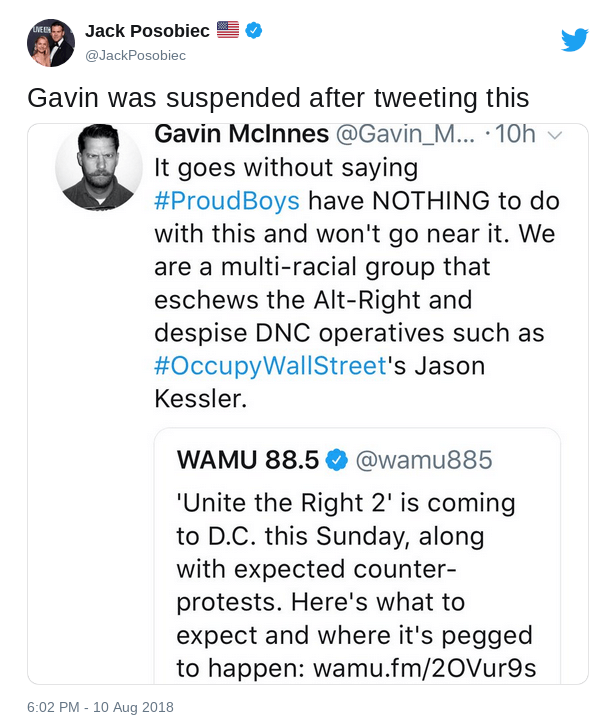 Jack Posobiec 🇺🇸
@JackPosobiec
Gavin was suspended after tweeting this
Gavin McInnes @Gavin_M... · 10h
It goes without saying
#ProudBoys have NOTHING to do
with this and won't go near it. We
are a multi-racial group that
eschews the Alt-Right and
despise DNC operatives such as
#OccupyWallStreet's Jason
Kessler.
WAMU 88.5 @wamu885
'Unite the Right 2' is coming
to D.C. this Sunday, along
with expected counter-
protests. Here's what to
expect and where it's pegged
to happen: wamu.fm/2OVur9s
6:02 PM - 10 Aug 2018